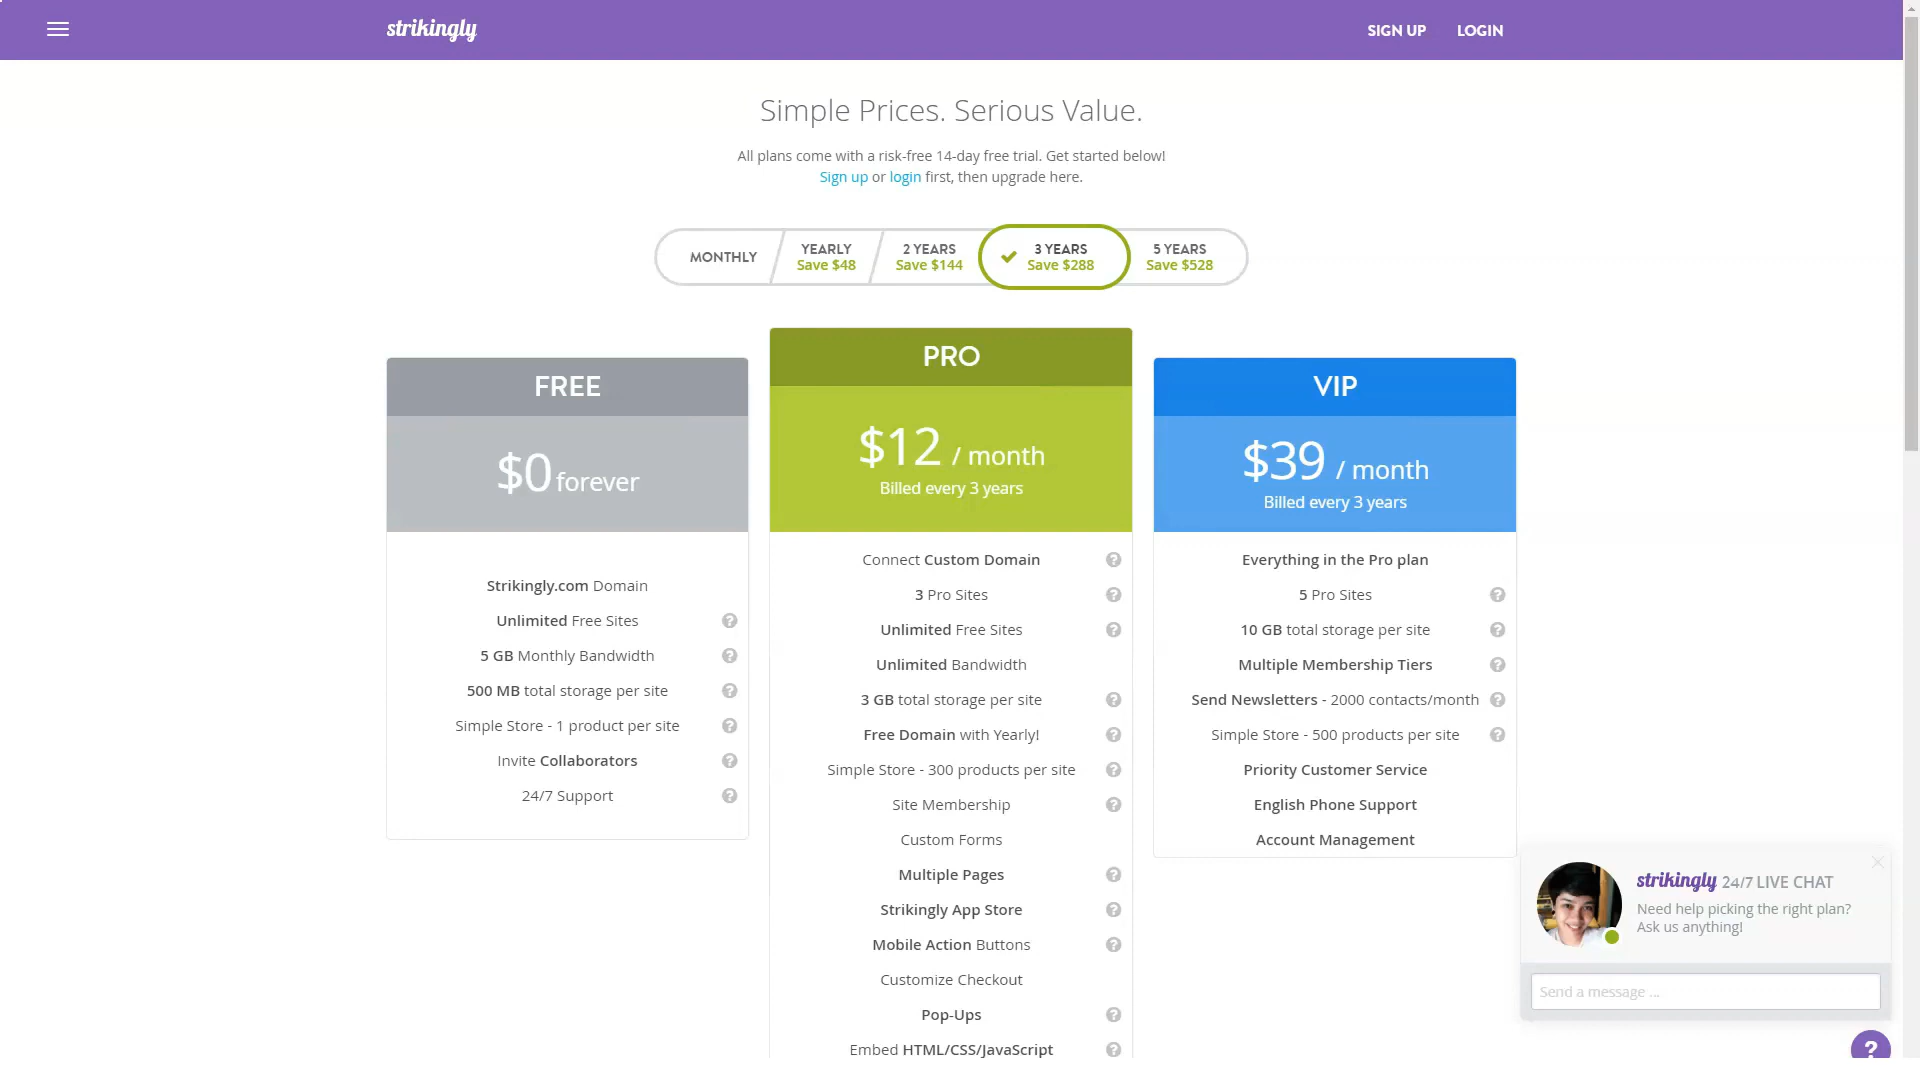 strikingly
SIGN UP
LOGIN
Simple Prices. Serious Value.
All plans come with a risk-free 14-day free trial. Get started below!
Sign up or login first, then upgrade here.
MONTHLY
YEARLY
Save $48
2 YEARS
Save $144
3 YEARS
Save $288
5 YEARS
Save $528
FREE
$0 forever
Strikingly.com Domain
Unlimited Free Sites
5 GB Monthly Bandwidth
500 MB total storage per site
Simple Store - 1 product per site
Invite Collaborators
24/7 Support
PRO
$12 / month
Billed every 3 years
Connect Custom Domain
3 Pro Sites
Unlimited Free Sites
Unlimited Bandwidth
3 GB total storage per site
Free Domain with Yearly!
Simple Store - 300 products per site
Site Membership
Custom Forms
Multiple Pages
Strikingly App Store
Mobile Action Buttons
Customize Checkout
Pop-Ups
Embed HTML/CSS/JavaScript
VIP
$39 / month
Billed every 3 years
Everything in the Pro plan
5 Pro Sites
10 GB total storage per site
Multiple Membership Tiers
Send Newsletters - 2000 contacts/month
Simple Store - 500 products per site
Priority Customer Service
English Phone Support
Account Management
strikingly 24/7 LIVE CHAT
Need help picking the right plan?
Ask us anything!
Send a message ...
?